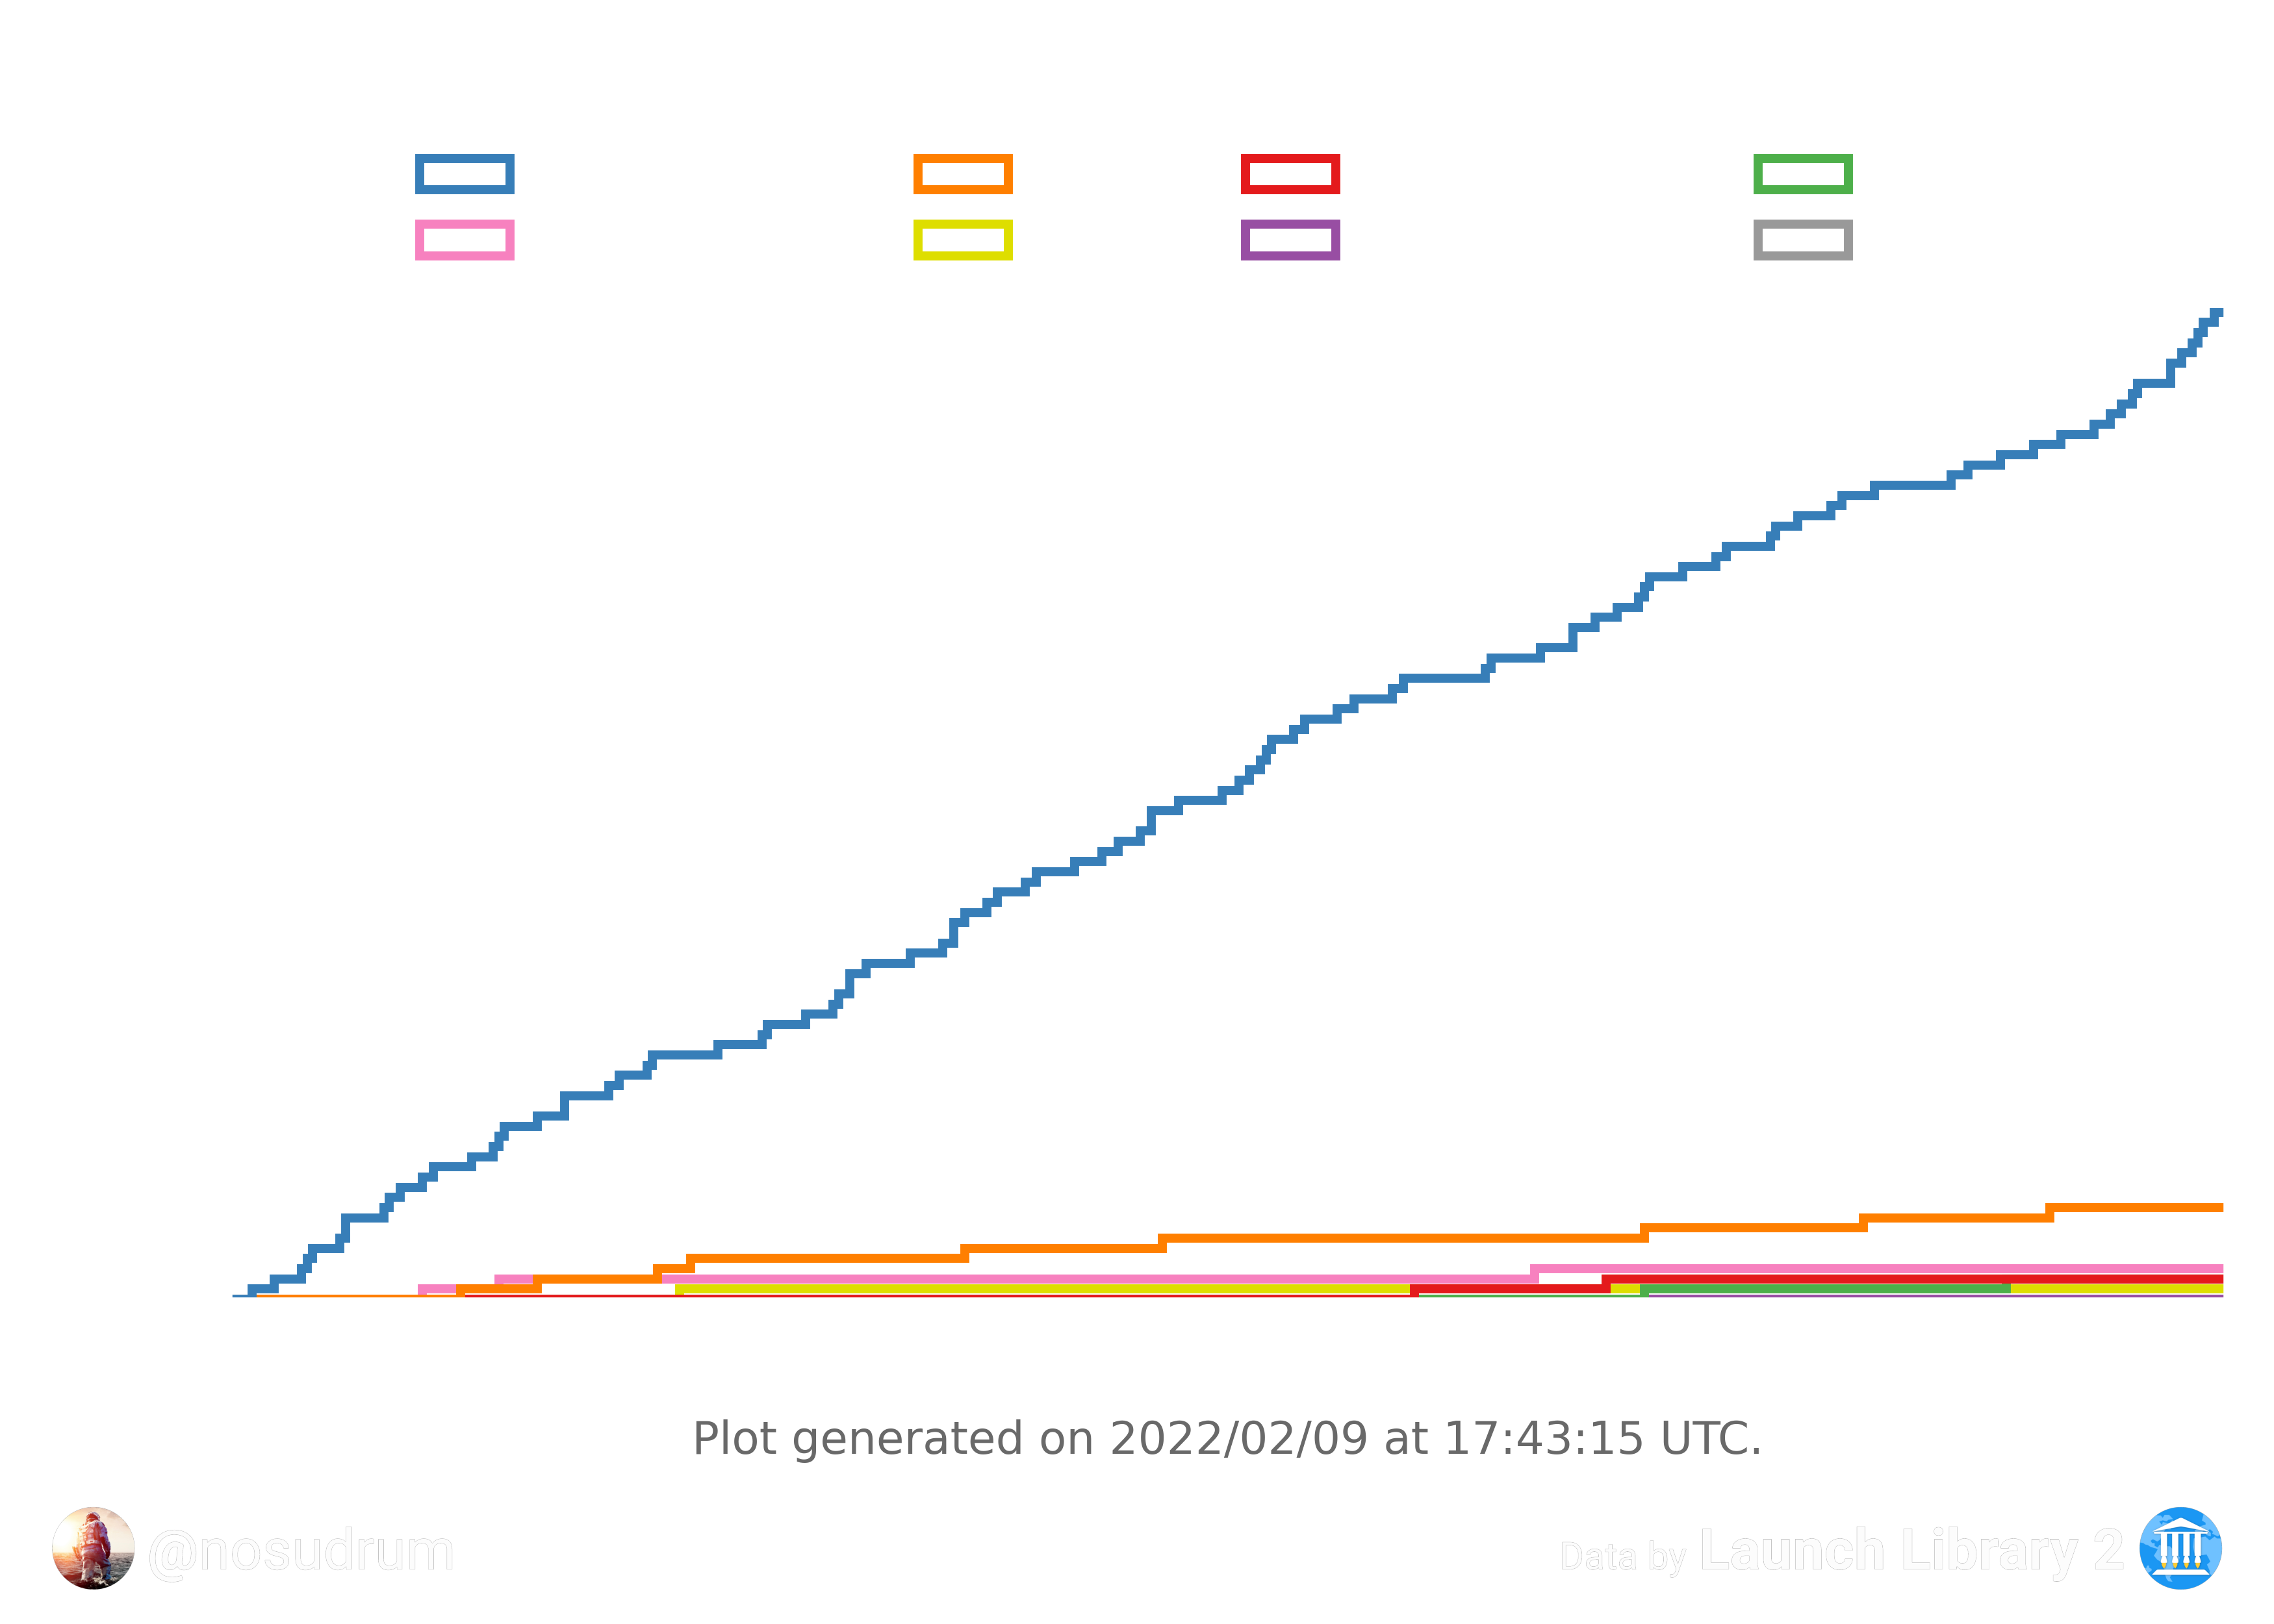 Plot generated on 2022/02/09 at 17:43:15 UTC.
@nosudrum
Data by Launch Library 2